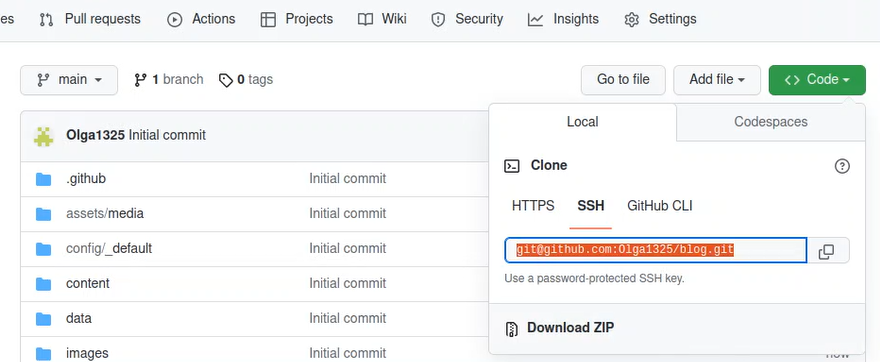 es Pull requests Actions Projects Wiki Security Insights Settings
main 1 branch 0 tags Go to file Add file Code
Local Codespaces
Olga1325 Initial commit
Clone
.github Initial commit
HTTPS SSH GitHub CLI
assets/media Initial commit
config/_default Initial commit
git@github.com:Olga1325/blog.git
Use a password-protected SSH key.
content Initial commit
data Initial commit
Download ZIP
images Initial commit now